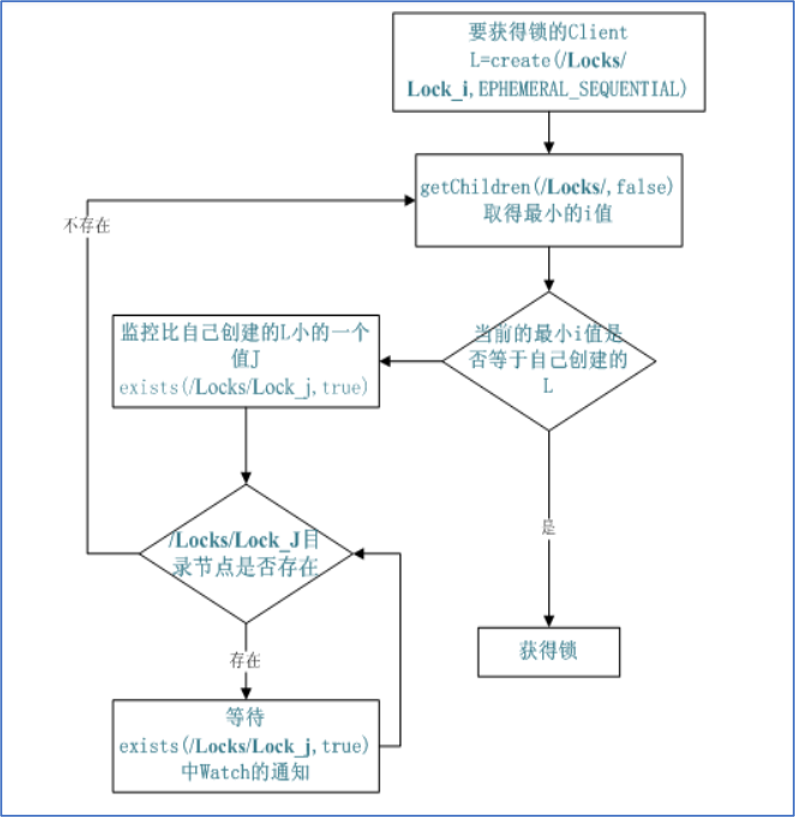 要获得锁的Client
L=create(/Locks/
Lock_i,EPHEMERAL_SEQUENTIAL)
getChildren(/Locks/,false)
取得最小的i值
不存在
当前的最小i值是
否等于自己创建的
L
监控比自己创建的L小的一个
值J
exists(/Locks/Lock_j,true)
/Locks/Lock_J目
录节点是否存在
是
存在
获得锁
等待
exists(/Locks/Lock_j,true)
中Watch的通知